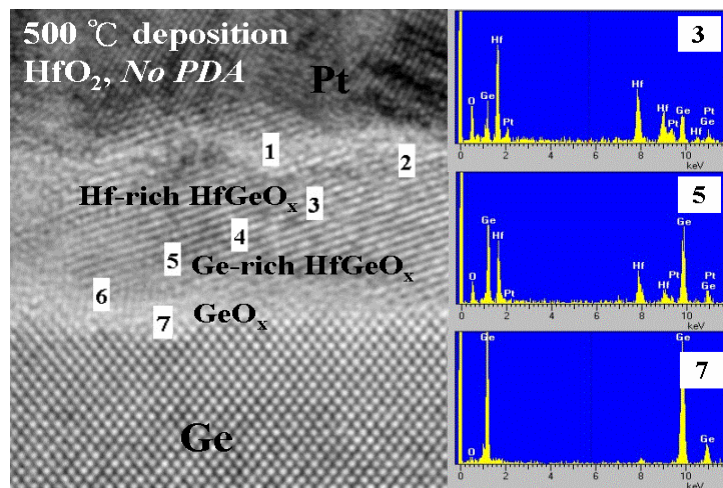 500 ℃ deposition
HfO₂, No PDA
Pt
1
2
Hf-rich HfGeOₓ
3
4
5
Ge-rich HfGeOₓ
6
7
GeOₓ
Ge
3
Hf
O
Ge
Pt
Hf
Hf
Pt
Ge
Hf
Pt
Ge
0 2 4 6 8 10
keV
5
Ge
Hf
O
Pt
Hf
Hf
Pt
Ge
Pt
Ge
0 2 4 6 8 10
keV
7
Ge
O
Ge
Ge
0 2 4 6 8 10
keV